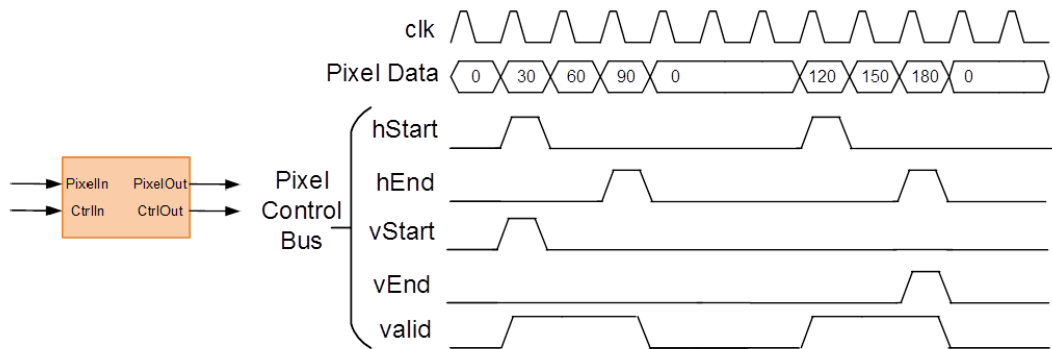 clk
Pixel Data 0 30 60 90 0 120 150 180 0
hStart
hEnd
vStart
vEnd
valid
Pixel
Control
Bus
PixelIn PixelOut
CtrlIn CtrlOut